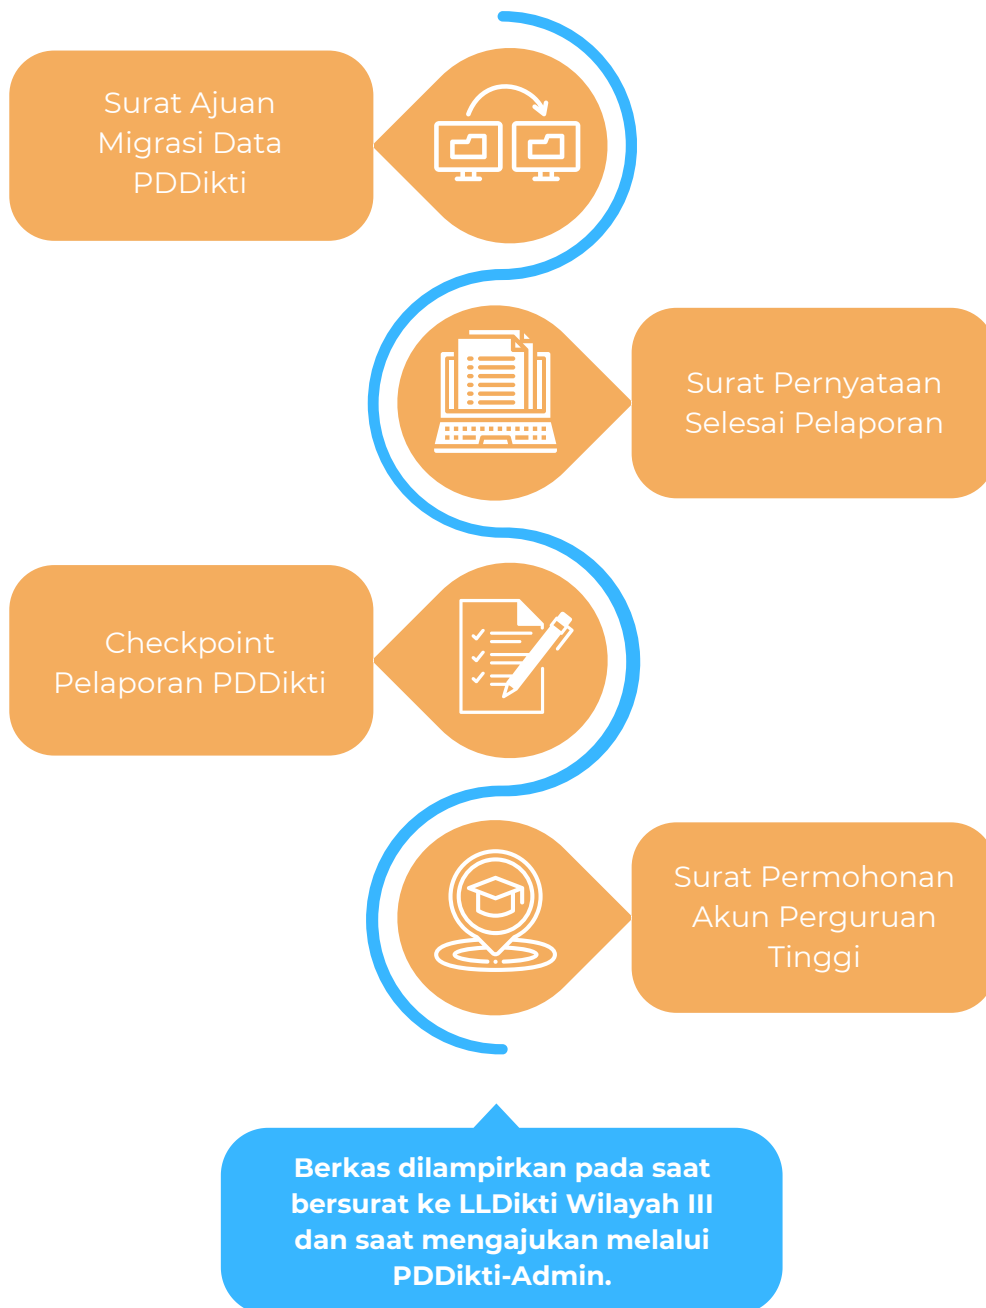 Surat Ajuan
Migrasi Data
PDDikti
Surat Pernyataan
Selesai Pelaporan
Checkpoint
Pelaporan PDDikti
Surat Permohonan
Akun Perguruan
Tinggi
Berkas dilampirkan pada saat
bersurat ke LLDikti Wilayah III
dan saat mengajukan melalui
PDDikti-Admin.